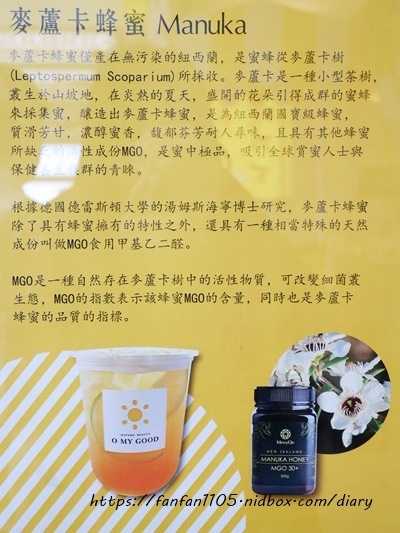 麥蘆卡蜂蜜 Manuka
麥蘆卡蜂蜜僅產在無污染的紐西蘭，是蜜蜂從麥蘆卡樹
(Leptospermum Scoparium)所採收。麥蘆卡是一種小型茶樹,
叢生於山坡地，在炎熱的夏天，盛開的花朵引得成群的蜜蜂
來採集蜜，釀造出麥蘆卡蜂蜜，是為紐西蘭國寶級蜂蜜，
質滑芳甘，濃醇蜜香，馥郁芬芳耐人尋味，且具有其他蜂蜜
所缺乏的活性成份MGO，是蜜中極品，吸引全球賞蜜人士與
保健養生族群的青睞。
根據德國德雷斯頓大學的湯姆斯海寧博士研究，麥蘆卡蜂蜜
除了具有蜂蜜擁有的特性之外，還具有一種相當特殊的天然
成份叫做MGO食用甲基乙二醛。
MGO是一種自然存在麥蘆卡樹中的活性物質，可改變細菌叢
生態，MGO的指數表示該蜂蜜MGO的含量，同時也是麥蘆卡
蜂蜜的品質的指標。
NATURAL · BEAUTY
O MY GOOD
NEW ZEALAND
MANUKA HONEY
MGO 30+
500g
https://fanfan1105.nidbox.com/diary